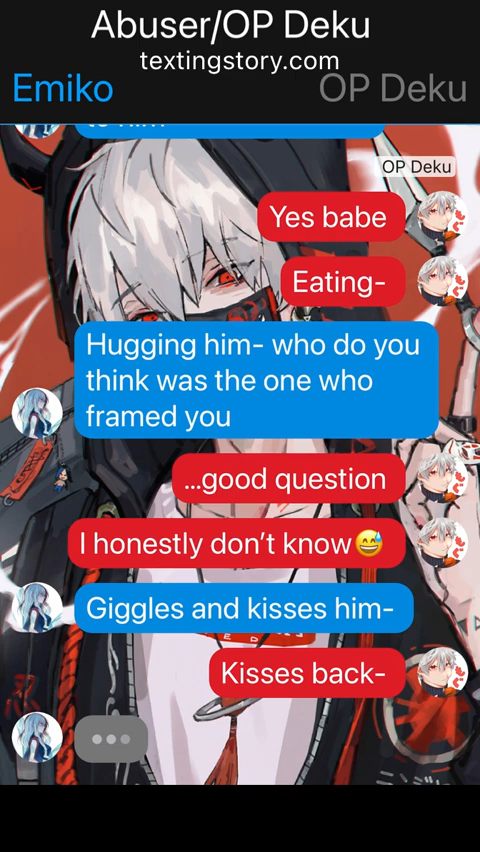 Abuser/OP Deku
textingstory.com
Emiko
OP Deku
OP Deku
Yes babe
Eating-
Hugging him- who do you
think was the one who
framed you
...good question
I honestly don't know😅
Giggles and kisses him-
Kisses back-